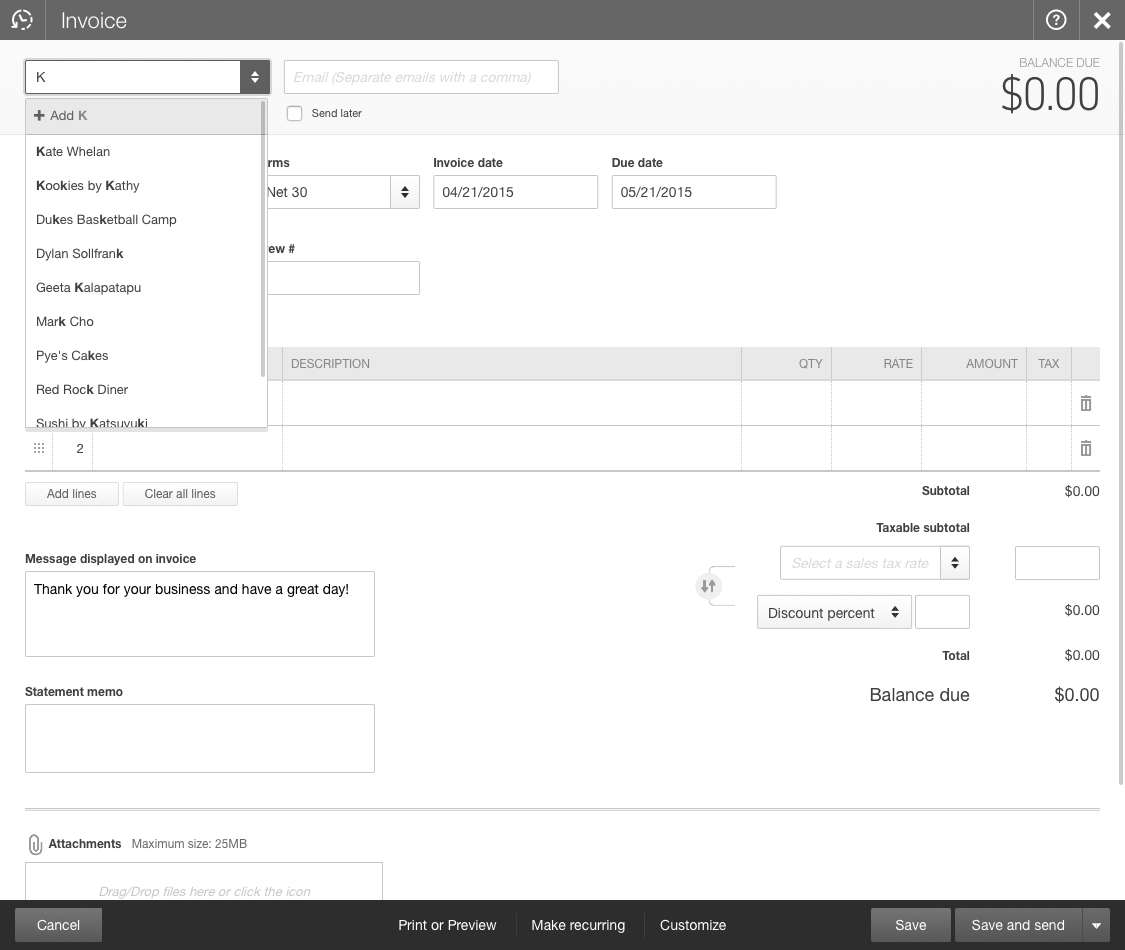 Invoice
?
K
Email (Separate emails with a comma)
BALANCE DUE
$0.00
Send later
+ Add K
Kate Whelan
Kookies by Kathy
Dukes Basketball Camp
Dylan Sollfrank
Geeta Kalapatapu
Mark Cho
Pye's Cakes
Red Rock Diner
Sushi by Katsuyuki
rms
Invoice date
Due date
Net 30
04/21/2015
05/21/2015
ew #
DESCRIPTION
QTY
RATE
AMOUNT
TAX
2
Add lines
Clear all lines
Subtotal
$0.00
Taxable subtotal
Select a sales tax rate
Discount percent
$0.00
Total
$0.00
Balance due
$0.00
Message displayed on invoice
Thank you for your business and have a great day!
Statement memo
Attachments Maximum size: 25MB
Drag/Drop files here or click the icon
Cancel
Print or Preview
Make recurring
Customize
Save
Save and send